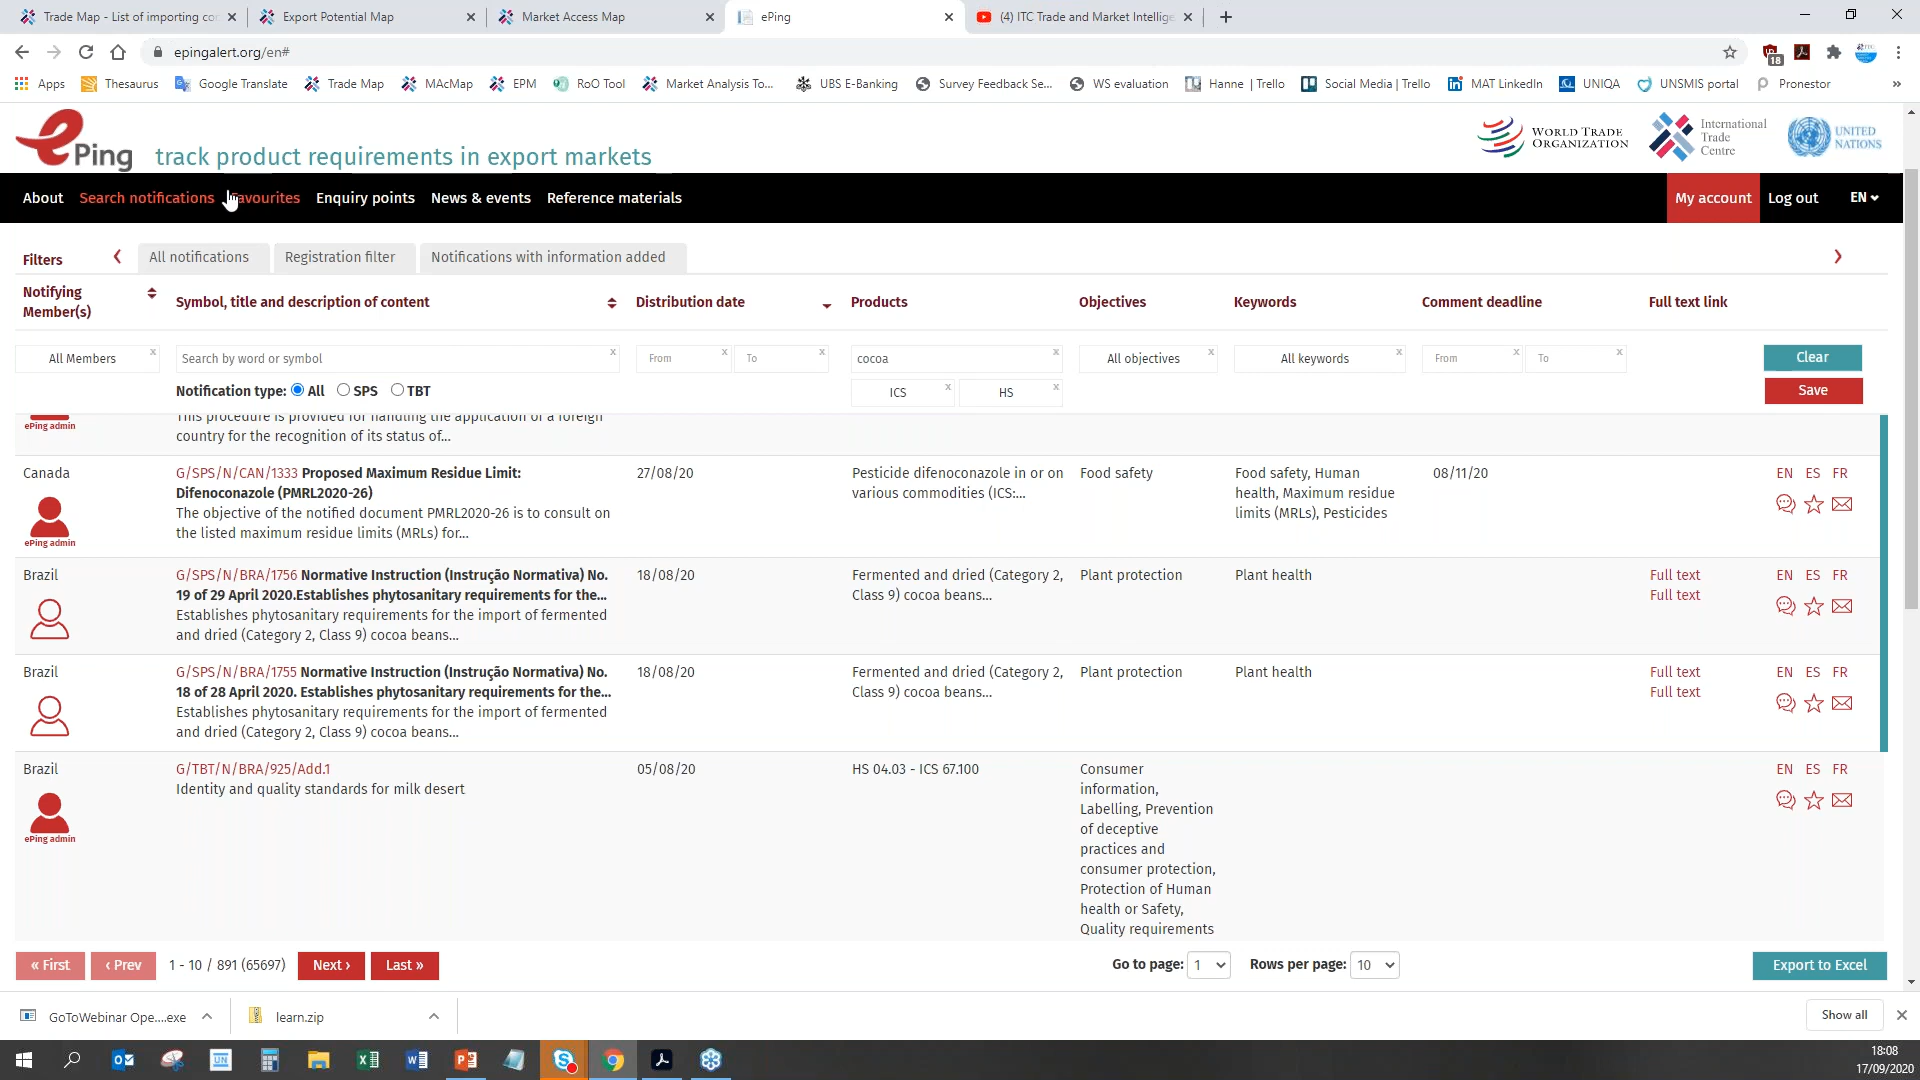 Trade Map - List of importing co
Export Potential Map
Market Access Map
ePing
(4) ITC Trade and Market Intellige
epingalert.org/en#
18
Apps
Thesaurus
Google Translate
Trade Map
MAcMap
EPM
RoO Tool
Market Analysis To...
UBS E-Banking
Survey Feedback Se...
WS evaluation
Hanne | Trello
Social Media | Trello
MAT LinkedIn
UNIQA
UNSMIS portal
Pronestor
»
ePing
track product requirements in export markets
WORLD TRADE
ORGANIZATION
International
Trade
Centre
UNITED
NATIONS
About
Search notifications
Favourites
Enquiry points
News & events
Reference materials
My account
Log out
EN
Filters
All notifications
Registration filter
Notifications with information added
Notifying
Member(s)
Symbol, title and description of content
Distribution date
Products
Objectives
Keywords
Comment deadline
Full text link
All Members x
Search by word or symbol x
From x
To x
cocoa x
All objectives x
All keywords x
From x
To x
Clear
Notification type: All SPS TBT
ICS x
HS x
Save
ePing admin
This procedure is provided for handling the application of a foreign
country for the recognition of its status of...
Canada
ePing admin
G/SPS/N/CAN/1333 Proposed Maximum Residue Limit:
Difenoconazole (PMRL2020-26)
The objective of the notified document PMRL2020-26 is to consult on
the listed maximum residue limits (MRLs) for...
27/08/20
Pesticide difenoconazole in or on
various commodities (ICS:...
Food safety
Food safety, Human
health, Maximum residue
limits (MRLs), Pesticides
08/11/20
EN ES FR
Brazil
G/SPS/N/BRA/1756 Normative Instruction (Instrução Normativa) No.
19 of 29 April 2020.Establishes phytosanitary requirements for the...
Establishes phytosanitary requirements for the import of fermented
and dried (Category 2, Class 9) cocoa beans...
18/08/20
Fermented and dried (Category 2,
Class 9) cocoa beans...
Plant protection
Plant health
Full text
Full text
EN ES FR
Brazil
G/SPS/N/BRA/1755 Normative Instruction (Instrução Normativa) No.
18 of 28 April 2020. Establishes phytosanitary requirements for the...
Establishes phytosanitary requirements for the import of fermented
and dried (Category 2, Class 9) cocoa beans...
18/08/20
Fermented and dried (Category 2,
Class 9) cocoa beans...
Plant protection
Plant health
Full text
Full text
EN ES FR
Brazil
ePing admin
G/TBT/N/BRA/925/Add.1
Identity and quality standards for milk desert
05/08/20
HS 04.03 - ICS 67.100
Consumer
information,
Labelling, Prevention
of deceptive
practices and
consumer protection,
Protection of Human
health or Safety,
Quality requirements
EN ES FR
« First
‹ Prev
1 - 10 / 891 (65697)
Next ›
Last »
Go to page: 1
Rows per page: 10
Export to Excel
GoToWebinar Ope....exe
learn.zip
Show all
18:08
17/09/2020